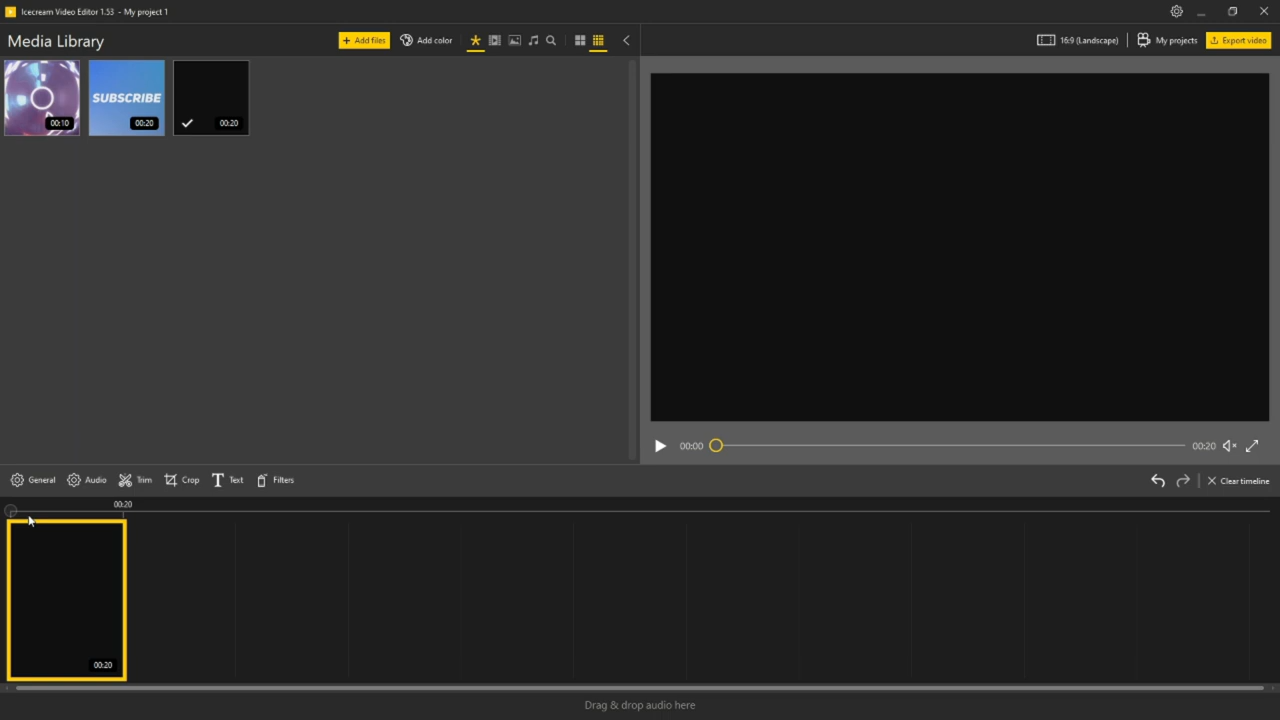 Icecream Video Editor 1.53 - My project 1
Media Library
+ Add files
Add color
16:9 (Landscape)
My projects
Export video
00:10
SUBSCRIBE
00:20
00:20
00:00
00:20
General
Audio
Trim
Crop
Text
Filters
Clear timeline
00:20
00:20
Drag & drop audio here